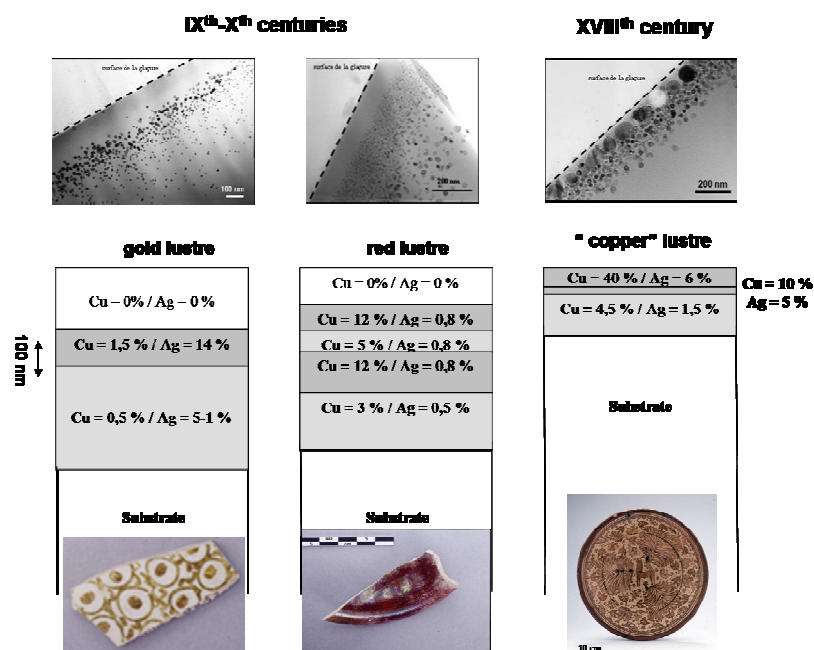 IXth-Xth centuries
XVIIIth century
surface de la glaçure
surface de la glaçure
surface de la glaçure
100 nm
200 nm
200 nm
gold lustre
red lustre
“ copper” lustre
Cu = 0% / Ag = 0 %
Cu = 1,5 % / Ag = 14 %
Cu = 0,5 % / Ag = 5-1 %
Substrate
100 nm
Cu = 0% / Ag = 0 %
Cu = 12 % / Ag = 0,8 %
Cu = 5 % / Ag = 0,8 %
Cu = 12 % / Ag = 0,8 %
Cu = 3 % / Ag = 0,5 %
Substrate
Cu = 40 % / Ag = 6 %
Cu = 10 %
Ag = 5 %
Cu = 4,5 % / Ag = 1,5 %
Substrate
10 cm